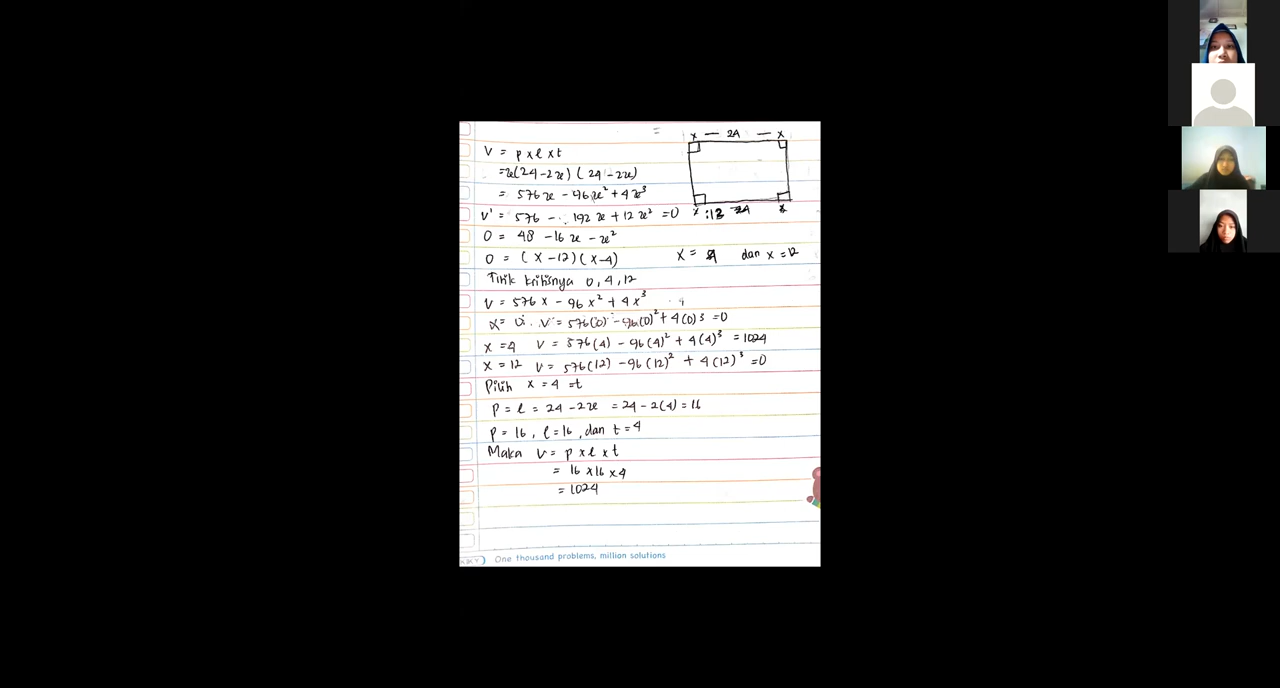 =
x — 24 — x
V = p x l x t
= x(24 - 2x) (24 - 2x)
= 576x - 96x² + 4x³
V' = 576 - 192x + 12x² = 0
x : 12 24 x
0 = 48 - 16x - x²
0 = (x - 12)(x - 4) x = 4 dan x = 12
Titik kritisnya 0, 4, 12
V = 576x - 96x² + 4x³
x = 0 V = 576(0) - 96(0)² + 4(0)3 = 0
x = 4 V = 576(4) - 96(4)² + 4(4)³ = 1024
x = 12 V = 576(12) - 96(12)² + 4(12)³ = 0
Pilih x = 4 = t
P = l = 24 - 2x = 24 - 2(4) = 16
P = 16, l = 16, dan t = 4
Maka V = p x l x t
= 16 x 16 x 4
= 1024
One thousand problems, million solutions